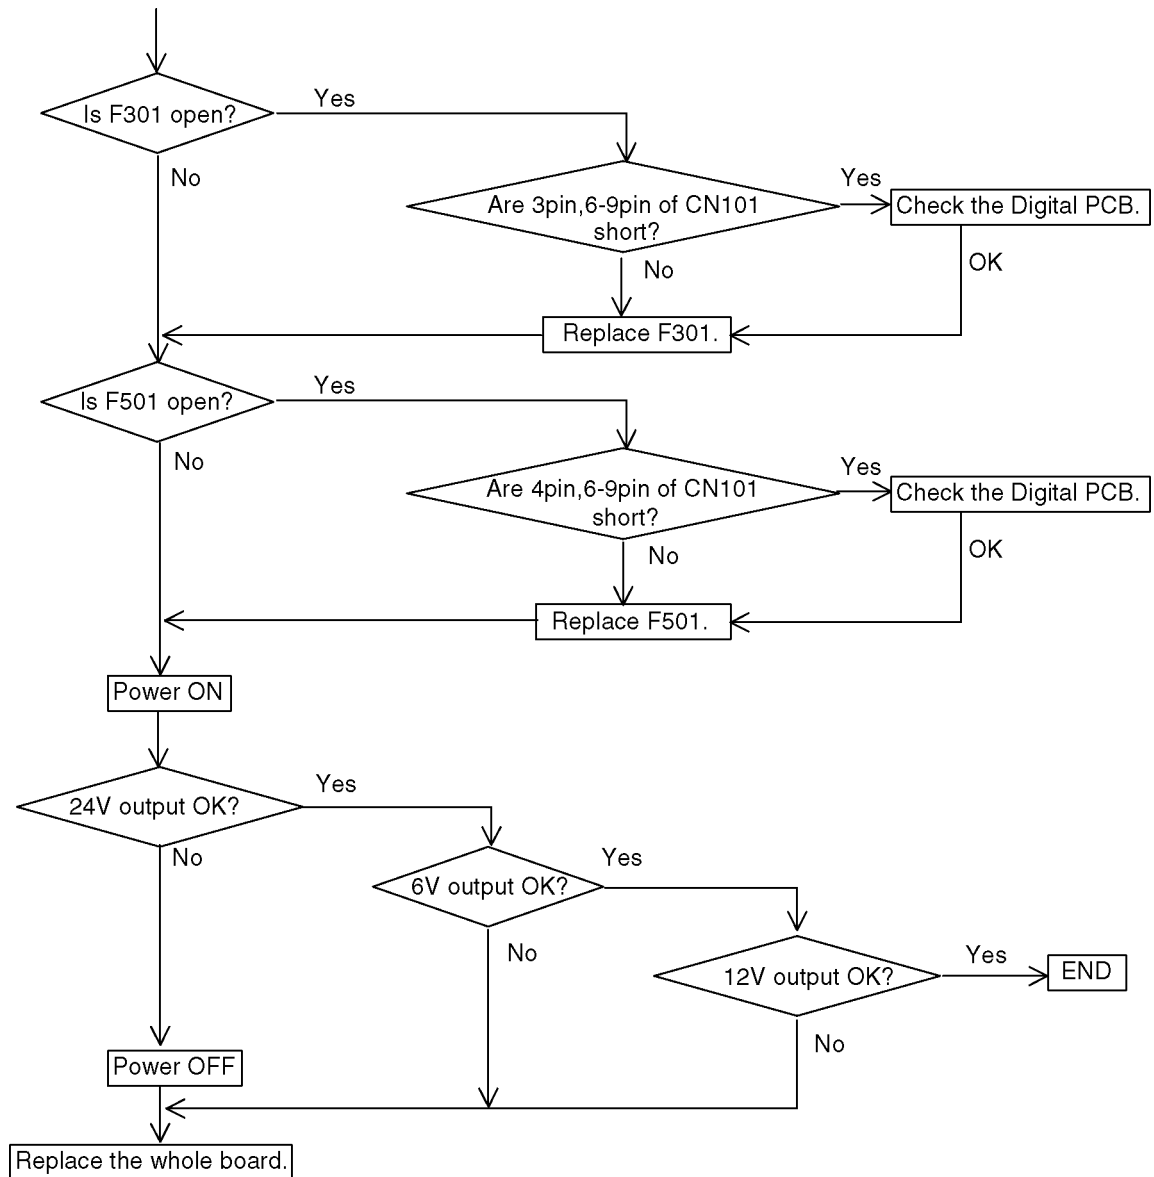 Is F301 open?
Yes
No
Are 3pin,6-9pin of CN101
short?
Yes
Check the Digital PCB.
No
OK
Replace F301.
Is F501 open?
Yes
No
Are 4pin,6-9pin of CN101
short?
Yes
Check the Digital PCB.
No
OK
Replace F501.
Power ON
24V output OK?
Yes
No
6V output OK?
Yes
No
12V output OK?
Yes
END
No
Power OFF
Replace the whole board.